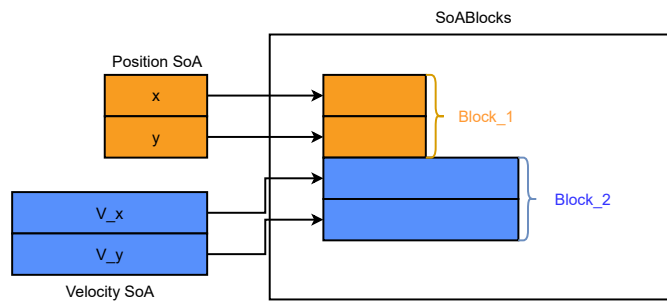 SoABlocks
Position SoA
x
y
Block_1
V_x
V_y
Block_2
Velocity SoA